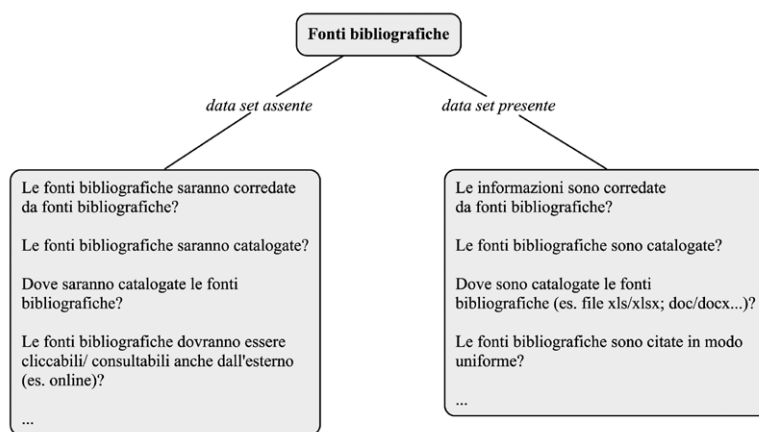 Fonti bibliografiche
data set assente
data set presente
Le fonti bibliografiche saranno corredate
da fonti bibliografiche?
Le fonti bibliografiche saranno catalogate?
Dove saranno catalogate le fonti
bibliografiche?
Le fonti bibliografiche dovranno essere
cliccabili/ consultabili anche dall'esterno
(es. online)?
...
Le informazioni sono corredate
da fonti bibliografiche?
Le fonti bibliografiche sono catalogate?
Dove sono catalogate le fonti
bibliografiche (es. file xls/xlsx; doc/docx...)?
Le fonti bibliografiche sono citate in modo
uniforme?
...